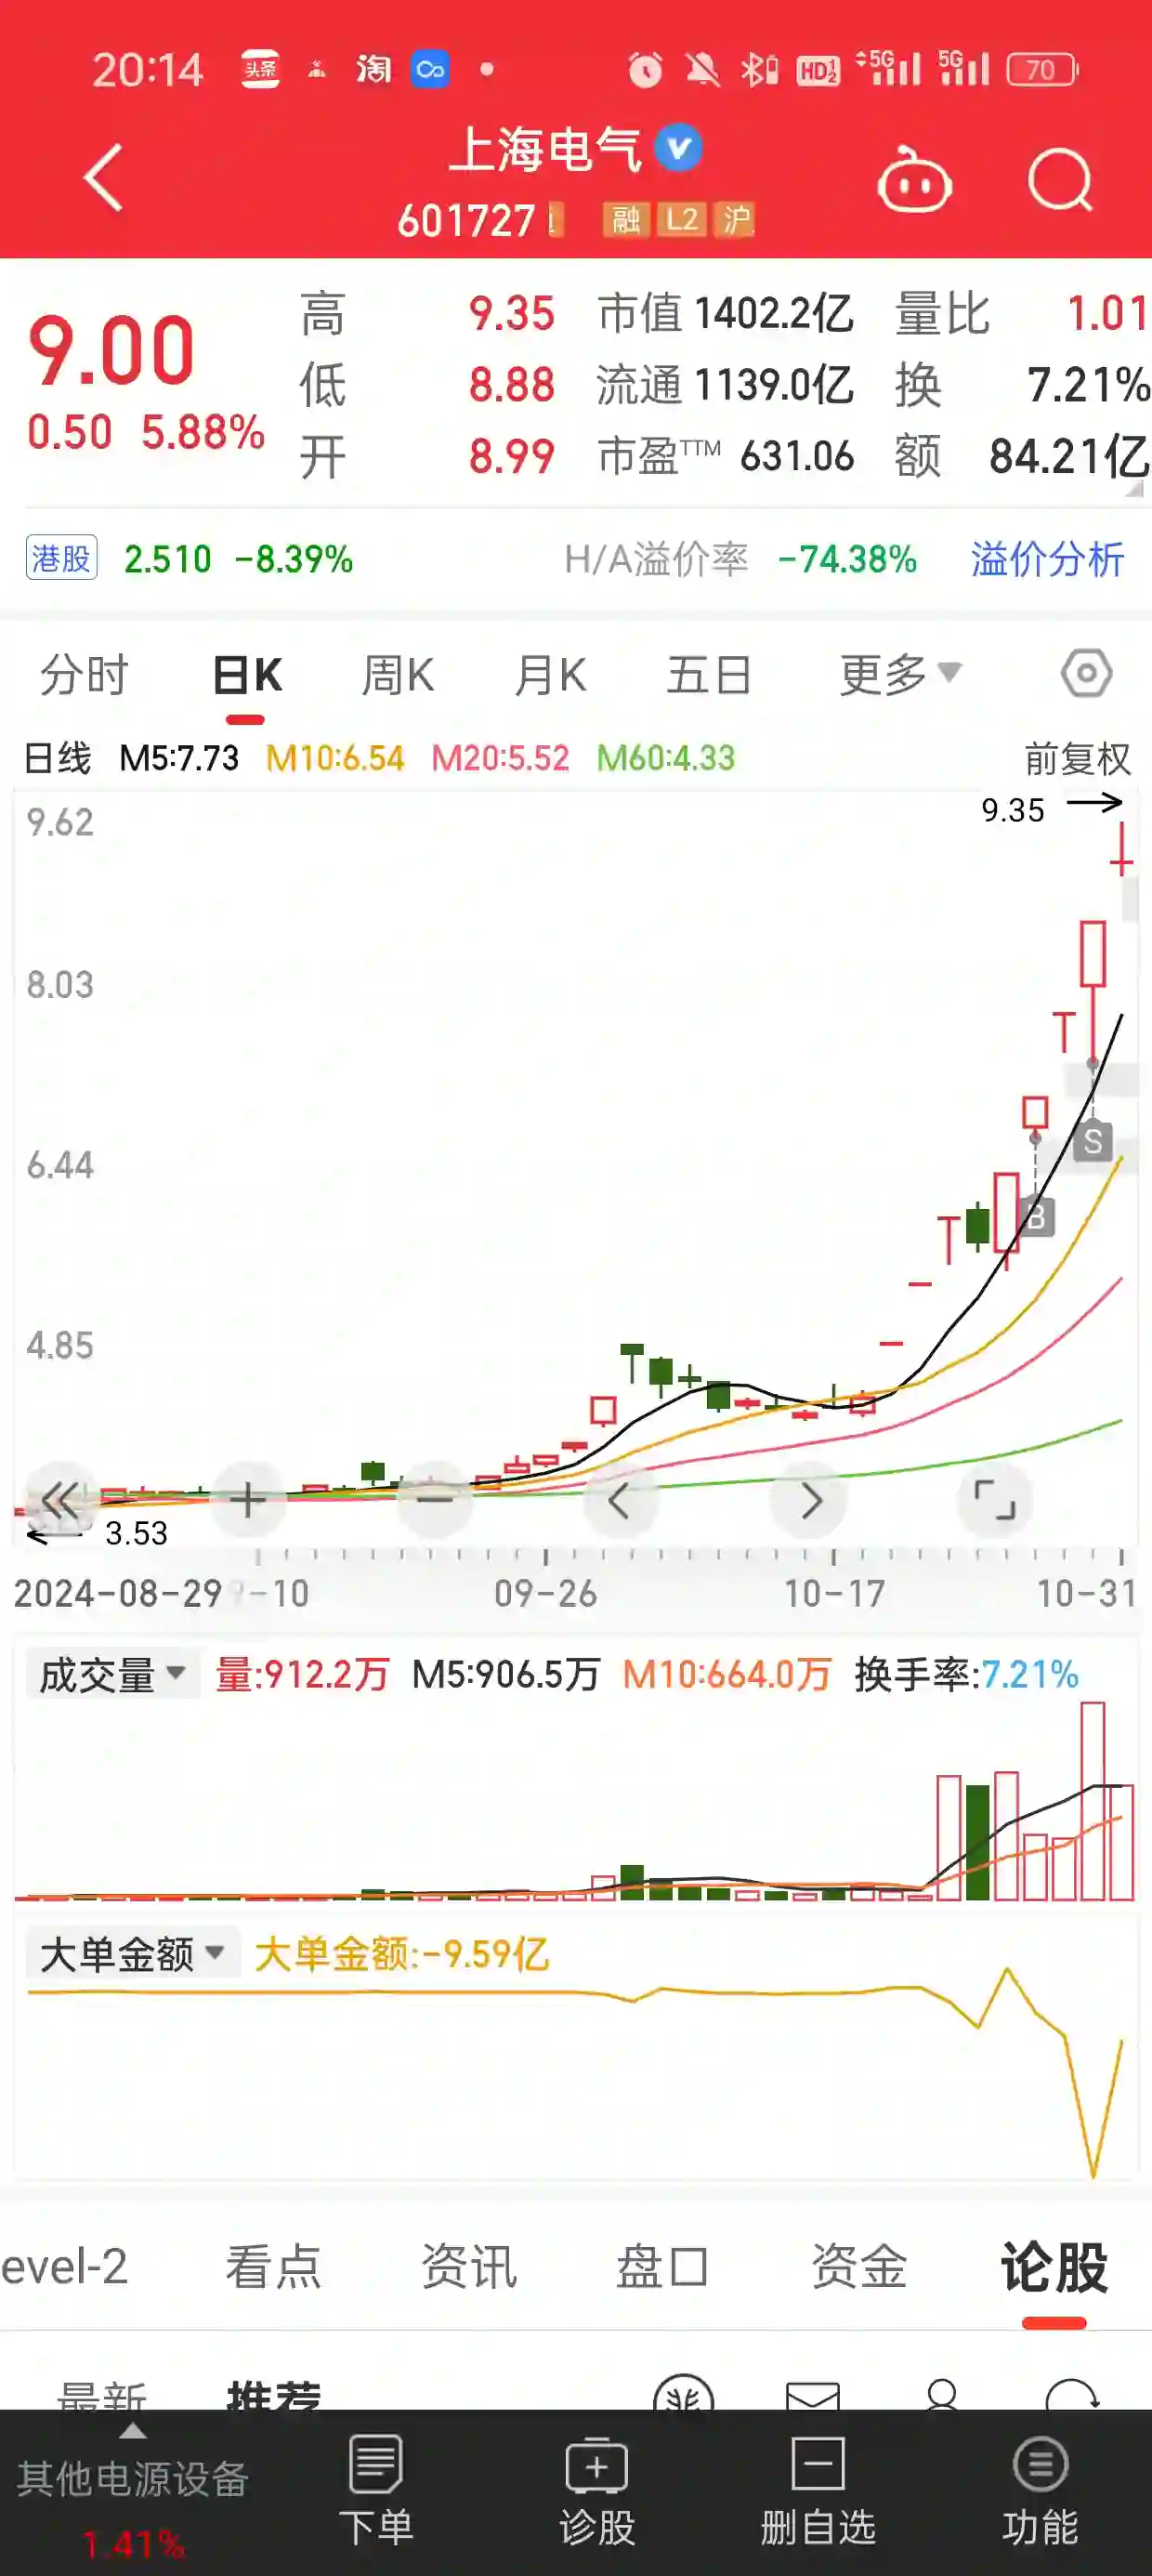 20:14 头条 淘 HD 5G 5G 70
上海电气
601727 融 L2 沪
9.00 高 9.35 市值 1402.2亿 量比 1.01
0.50 5.88% 低 8.88 流通 1139.0亿 换 7.21%
开 8.99 市盈TTM 631.06 额 84.21亿
港股 2.510 -8.39% H/A溢价率 -74.38% 溢价分析
分时 日K 周K 月K 五日 更多
日线 M5:7.73 M10:6.54 M20:5.52 M60:4.33 前复权
9.62
9.35
8.03
S
6.44
B
4.85
3.53
2024-08-29 9-10 09-26 10-17 10-31
成交量 量:912.2万 M5:906.5万 M10:664.0万 换手率:7.21%
大单金额 大单金额:-9.59亿
evel-2 看点 资讯 盘口 资金 论股
最新 推荐
其他电源设备
1.41%
下单 诊股 删自选 功能